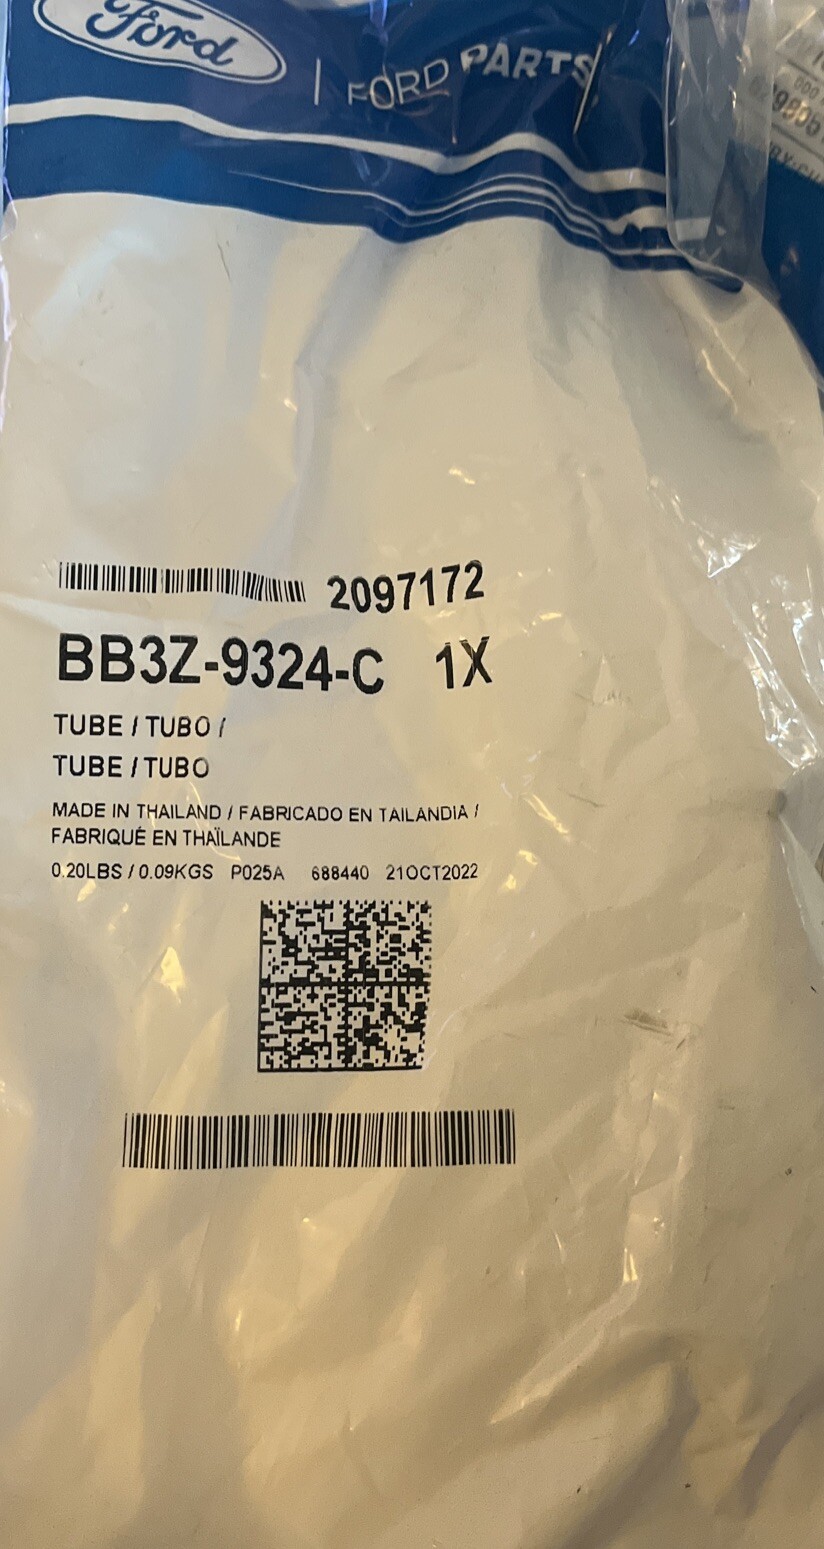 Ford | FORD PARTS
2097172
BB3Z-9324-C 1X
TUBE / TUBO /
TUBE / TUBO
MADE IN THAILAND / FABRICADO EN TAILANDIA /
FABRIQUÉ EN THAÏLANDE
0.20LBS / 0.09KGS P025A 688440 21OCT2022